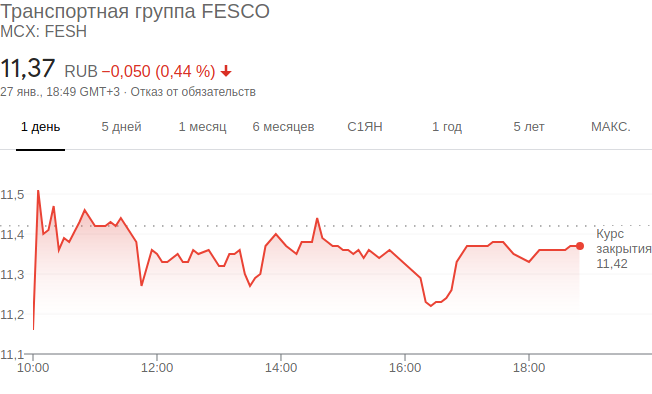 Транспортная группа FESCO
MCX: FESH
11,37 RUB −0,050 (0,44 %)
27 янв., 18:49 GMT+3 · Отказ от обязательств
1 день 5 дней 1 месяц 6 месяцев С1ЯН 1 год 5 лет МАКС.
11,5
11,4
11,3
11,2
11,1
Курс
закрытия
11,42
10:00 12:00 14:00 16:00 18:00